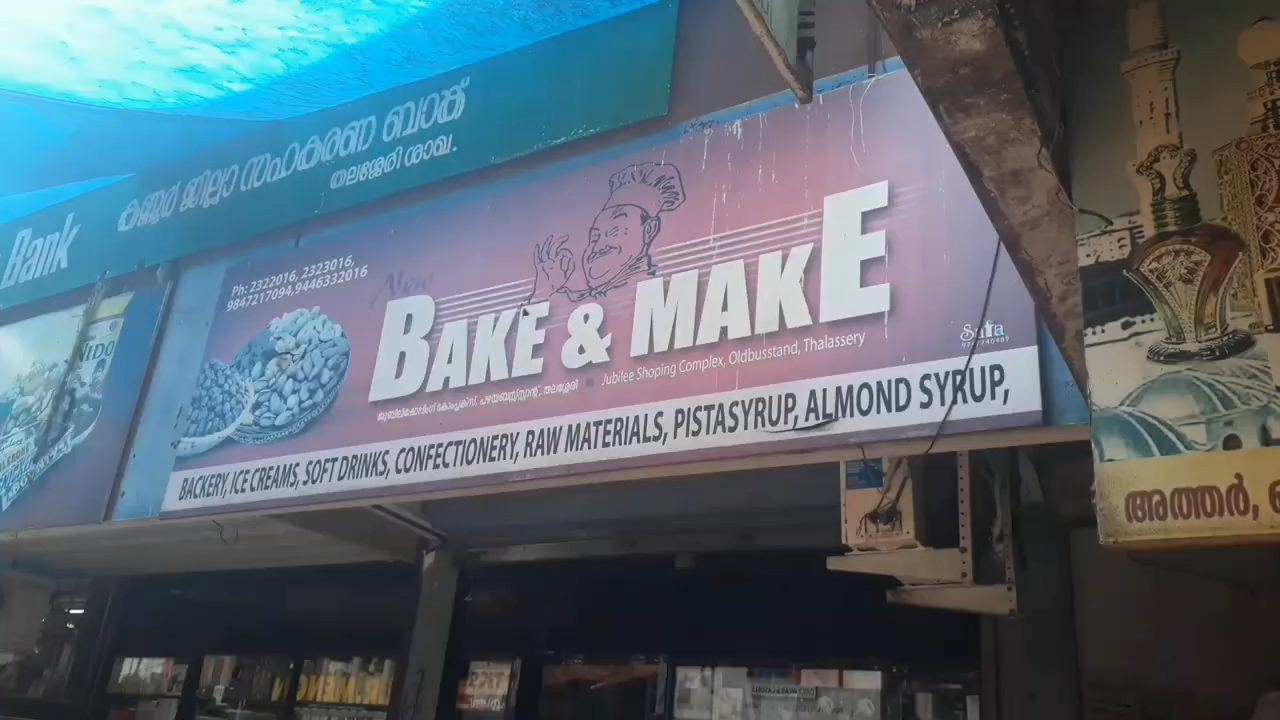 കണ്ണൂർ ജില്ലാ സഹകരണ ബാങ്ക്
തലശ്ശേരി ശാഖ.
Bank
Ph: 2322016, 2323016,
9847217094,9446332016
New
BAKE & MAKE
Jubilee Shoping Complex, Oldbusstand, Thalassery
BACKERY, ICE CREAMS, SOFT DRINKS, CONFECTIONERY, RAW MATERIALS, PISTASYRUP, ALMOND SYRUP,
Safa
അത്തർ,